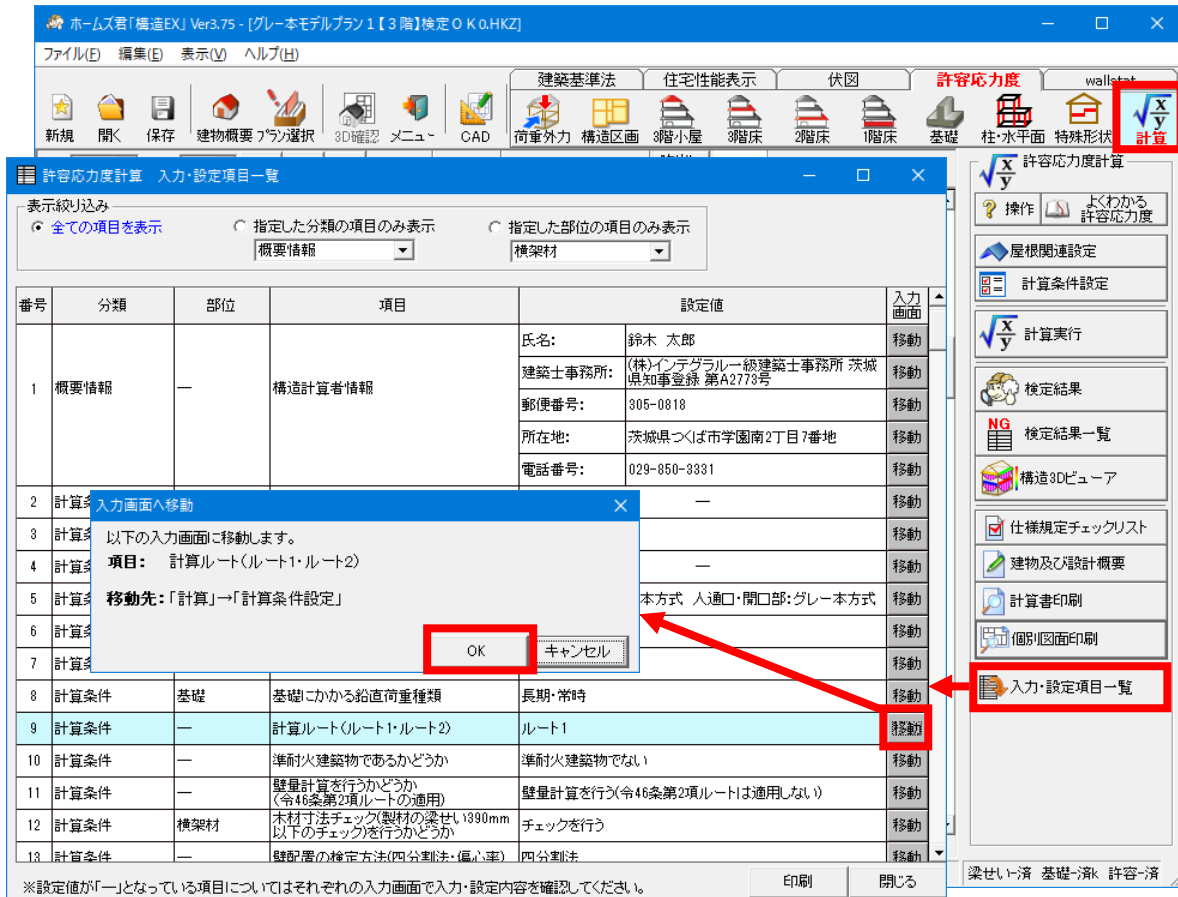 ホームズ君「構造EX」 Ver3.75 - [グレー本モデルプラン1【3階】検定OK0.HKZ]
ファイル(F) 編集(E) 表示(V) ヘルプ(H)
建築基準法 住宅性能表示 伏図 許容応力度 wallstat
新規 開く 保存 建物概要 プラン選択 3D確認 メニュー CAD 荷重外力 構造区画 3階小屋 3階床 2階床 1階床 基礎 柱・水平面 特殊形状 計算
許容応力度計算 入力・設定項目一覧
表示絞り込み
全ての項目を表示 指定した分類の項目のみ表示 指定した部位の項目のみ表示
概要情報 横架材
番号 分類 部位 項目 設定値 入力画面
1 概要情報 ― 構造計算者情報
氏名: 鈴木 太郎 移動
建築士事務所: (株)インテグラル一級建築士事務所 茨城県知事登録 第A2773号 移動
郵便番号: 305-0818 移動
所在地: 茨城県つくば市学園南2丁目7番地 移動
電話番号: 029-850-3331 移動
2 計算 ― 移動
3 計算 移動
4 計算 ― 移動
5 計算 本方式 人通口・開口部:グレー本方式 移動
6 計算 移動
7 計算 移動
8 計算条件 基礎 基礎にかかる鉛直荷重種類 長期・常時 移動
9 計算条件 ― 計算ルート(ルート1・ルート2) ルート1 移動
10 計算条件 ― 準耐火建築物であるかどうか 準耐火建築物でない 移動
11 計算条件 ― 壁量計算を行うかどうか(令46条第2項ルートの適用) 壁量計算を行う(令46条第2項ルートは適用しない) 移動
12 計算条件 横架材 木材寸法チェック(製材の梁せい390mm以下のチェック)を行うかどうか チェックを行う 移動
13 計算条件 ― 壁配置の検定方法(四分割法・偏心率) 四分割法 移動
※設定値が「―」となっている項目についてはそれぞれの入力画面で入力・設定内容を確認してください。
印刷 閉じる
入力画面へ移動
以下の入力画面に移動します。
項目: 計算ルート(ルート1・ルート2)
移動先:「計算」→「計算条件設定」
OK キャンセル
許容応力度計算
操作 よくわかる許容応力度
屋根関連設定
計算条件設定
計算実行
検定結果
NG 検定結果一覧
構造3Dビューア
仕様規定チェックリスト
建物及び設計概要
計算書印刷
個別図面印刷
入力・設定項目一覧
梁せい-済 基礎-済k 許容-済